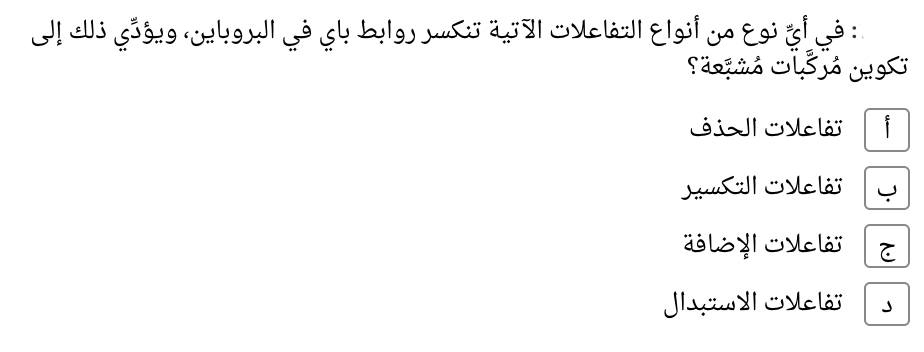 : في أيِّ نوع من أنواع التفاعلات الآتية تنكسر روابط باي في البروباين، ويؤدِّي ذلك إلى
تكوين مُركَّبات مُشبَّعة؟
أ تفاعلات الحذف
ب تفاعلات التكسير
ج تفاعلات الإضافة
د تفاعلات الاستبدال